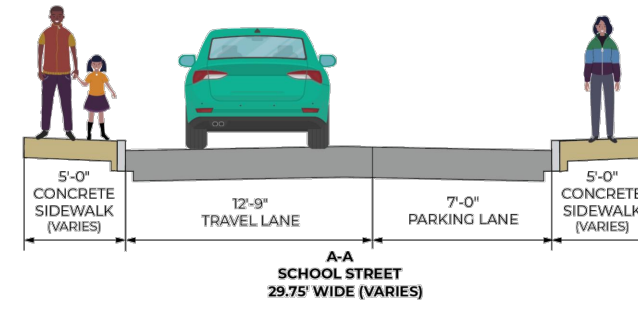 5'-0"
CONCRETE
SIDEWALK
(VARIES)
12'-9"
TRAVEL LANE
7'-0"
PARKING LANE
5'-0"
CONCRETE
SIDEWALK
(VARIES)
A-A
SCHOOL STREET
29.75' WIDE (VARIES)